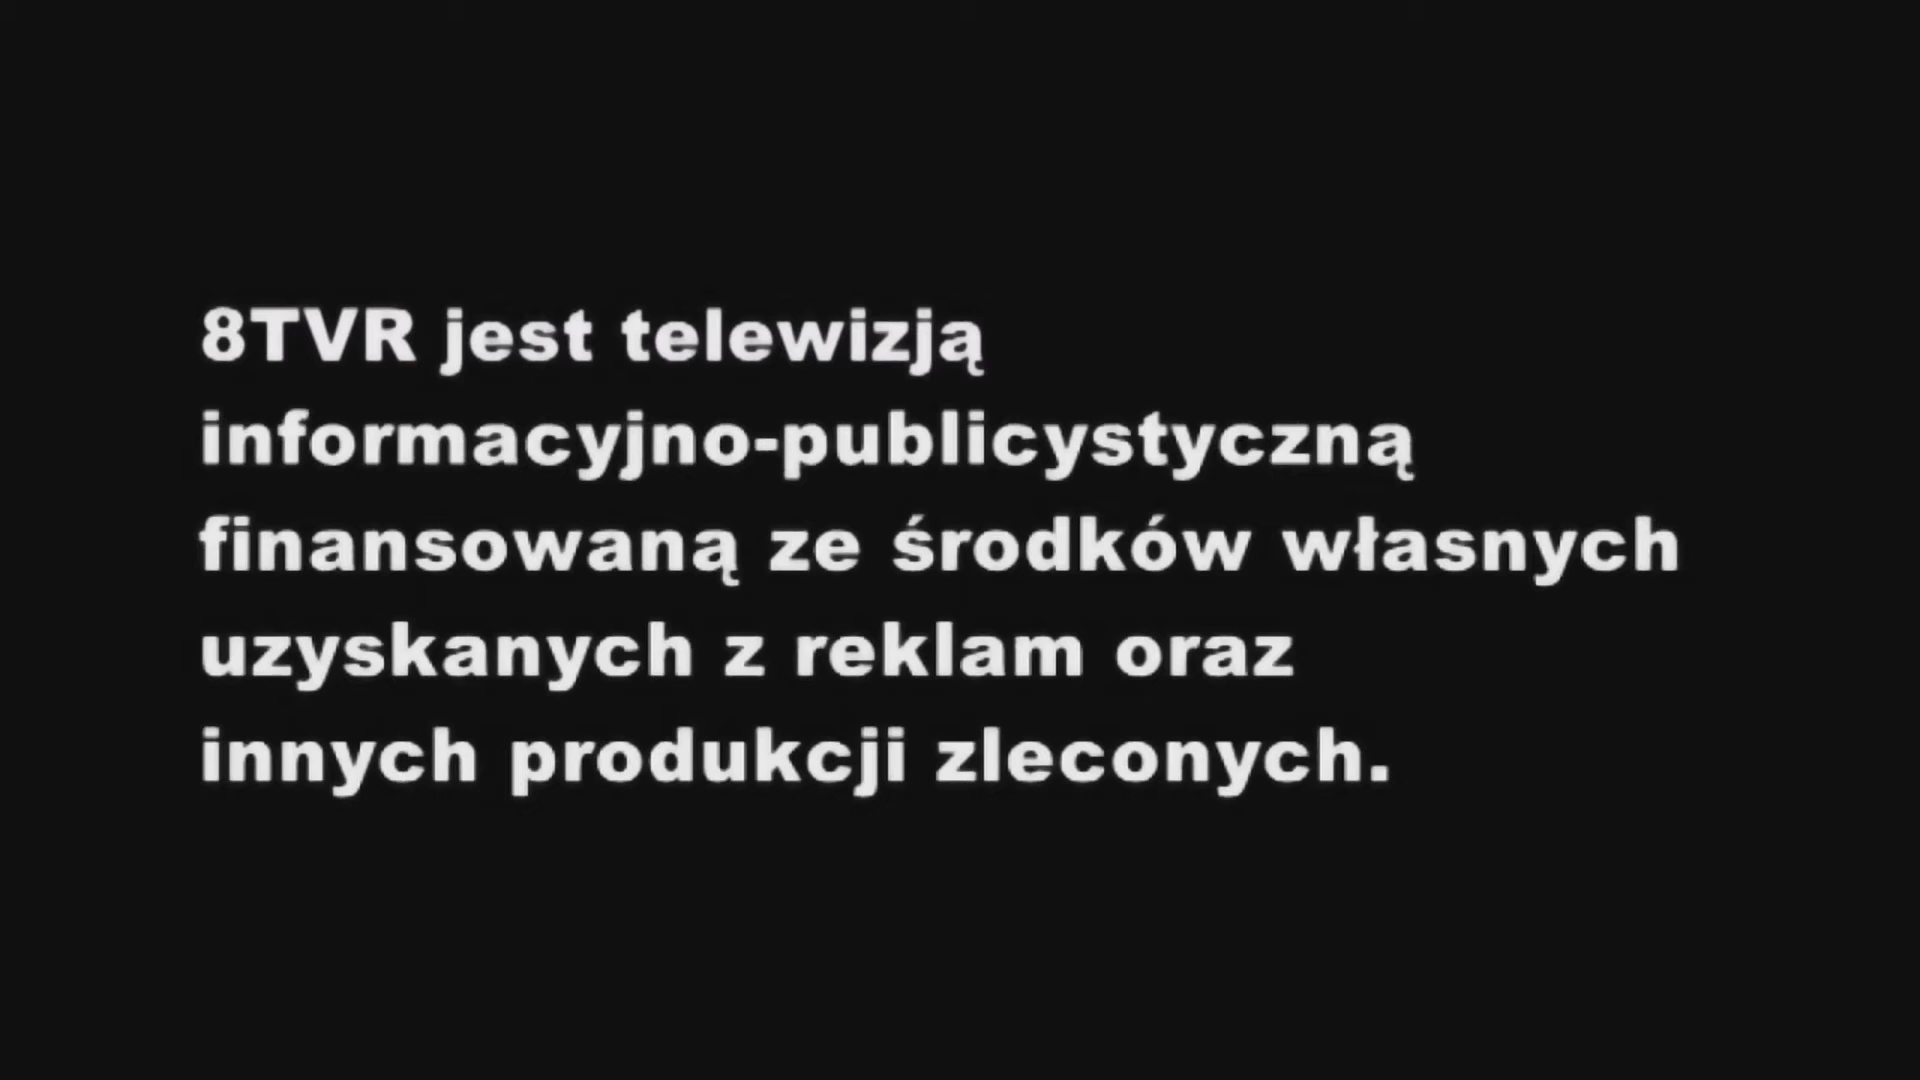 8TVR jest telewizją
informacyjno-publicystyczną
finansowaną ze środków własnych
uzyskanych z reklam oraz
innych produkcji zleconych.